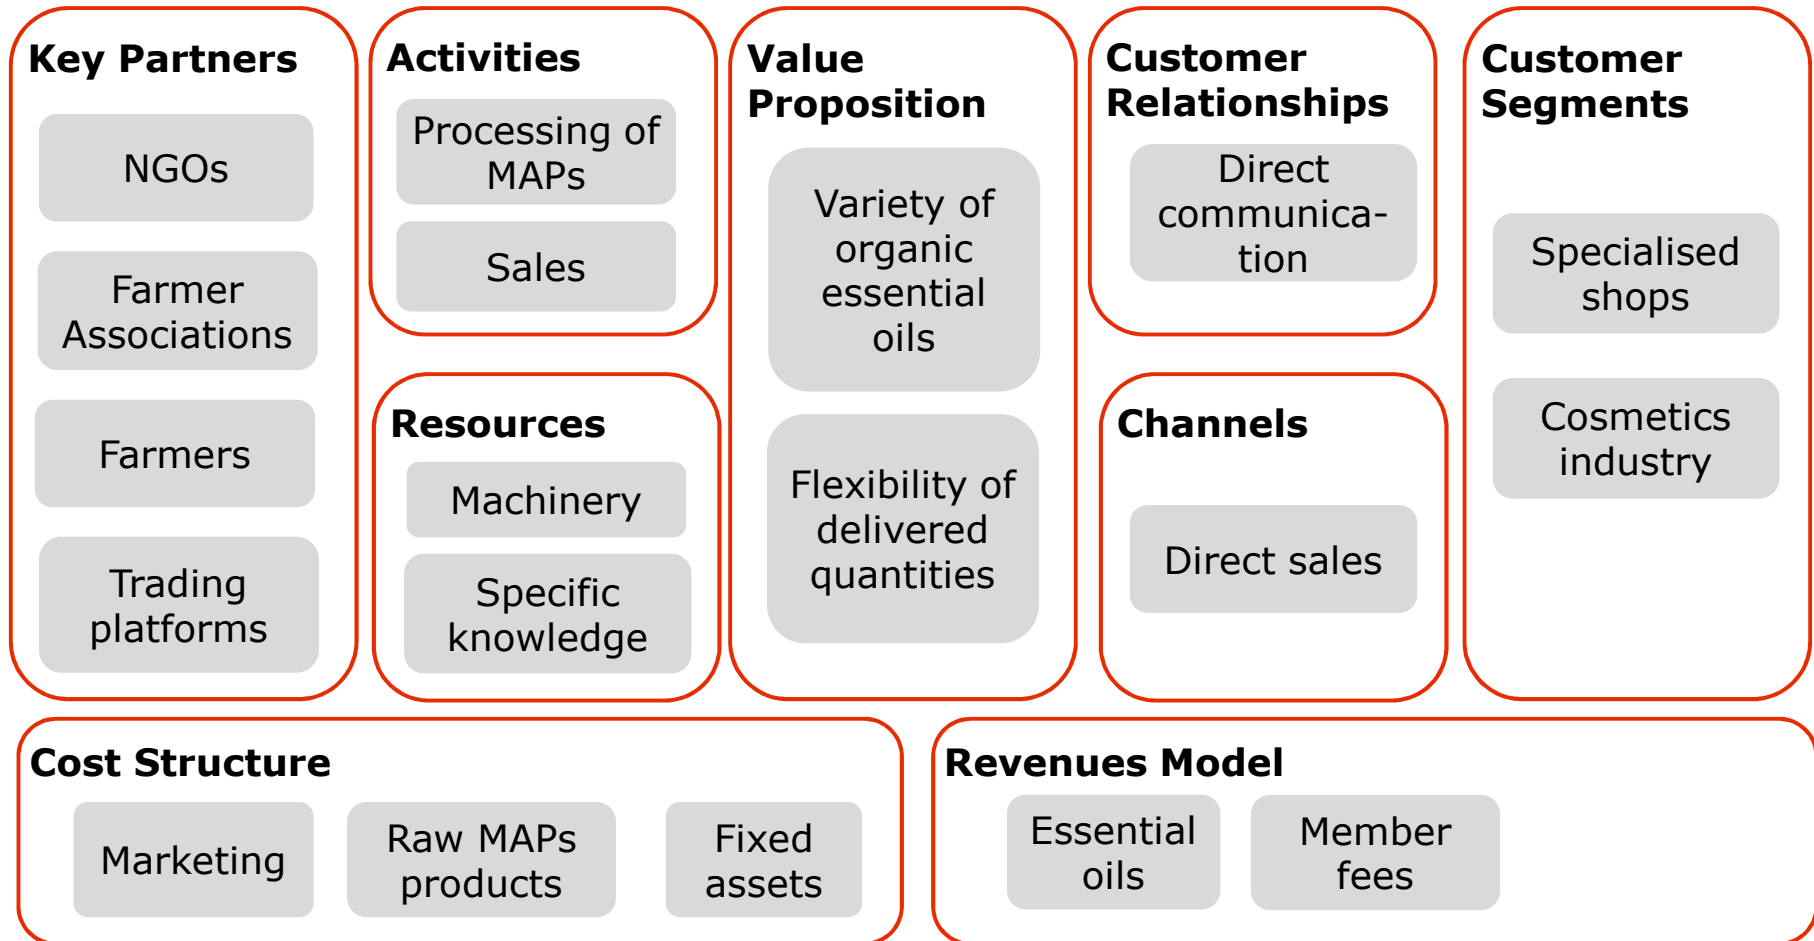 Key Partners
NGOs
Farmer
Associations
Farmers
Trading
platforms
Activities
Processing of
MAPs
Sales
Resources
Machinery
Specific
knowledge
Value
Proposition
Variety of
organic
essential
oils
Flexibility of
delivered
quantities
Customer
Relationships
Direct
communica-
tion
Channels
Direct sales
Customer
Segments
Specialised
shops
Cosmetics
industry
Cost Structure
Marketing
Raw MAPs
products
Fixed
assets
Revenues Model
Essential
oils
Member
fees